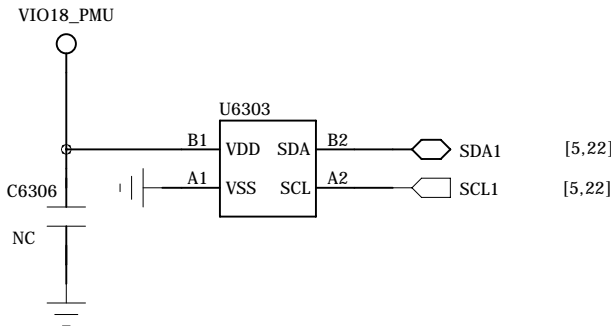 VIO18_PMU
U6303
B1 VDD SDA B2 SDA1 [5,22]
A1 VSS SCL A2 SCL1 [5,22]
C6306
NC